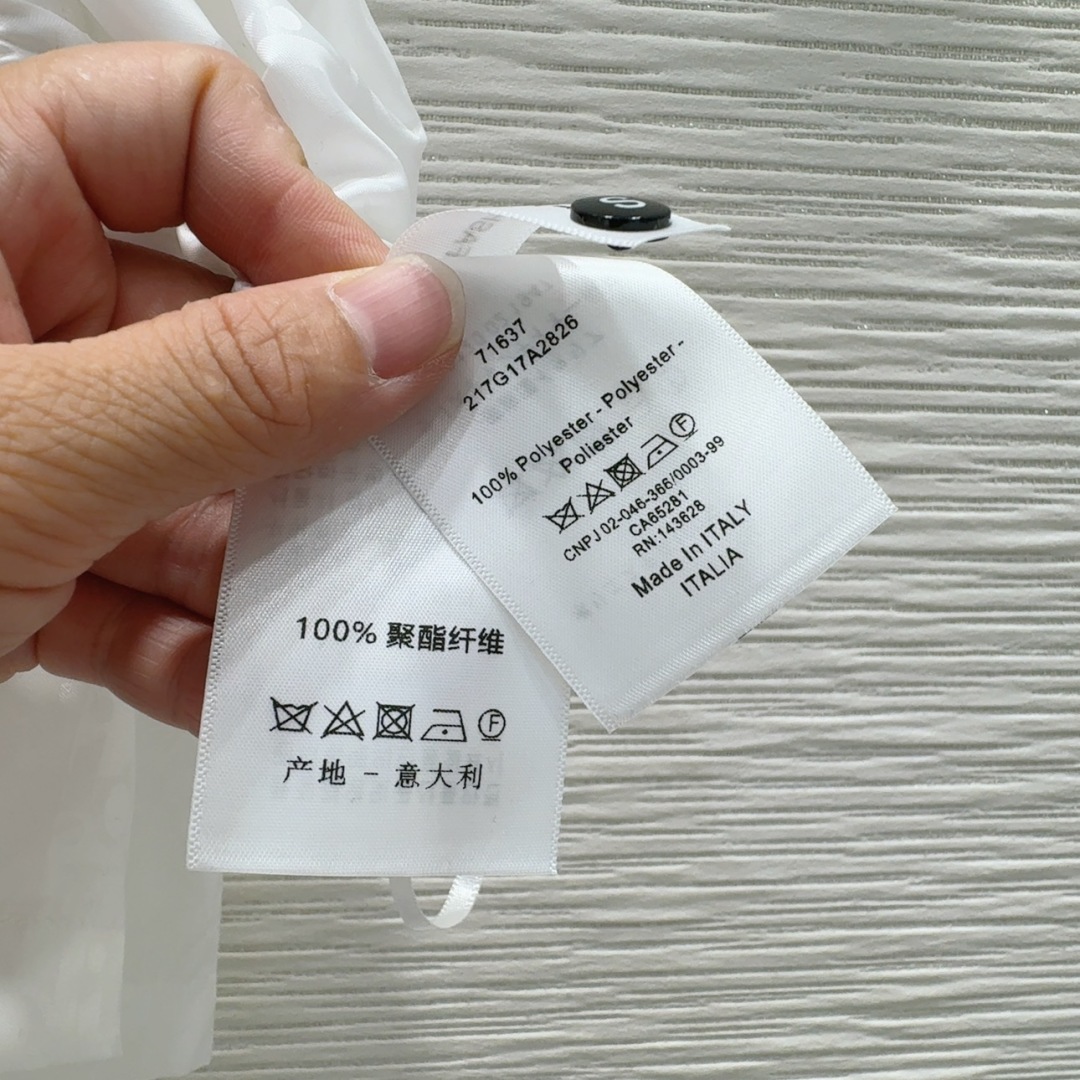 S
71637
217G17A2826
100% Polyester - Polyester -
Poliester
F
CNPJ 02-046-366/0003-99
CA65281
RN:143628
Made In ITALY
ITALIA
100% 聚酯纤维
F
产地 - 意大利